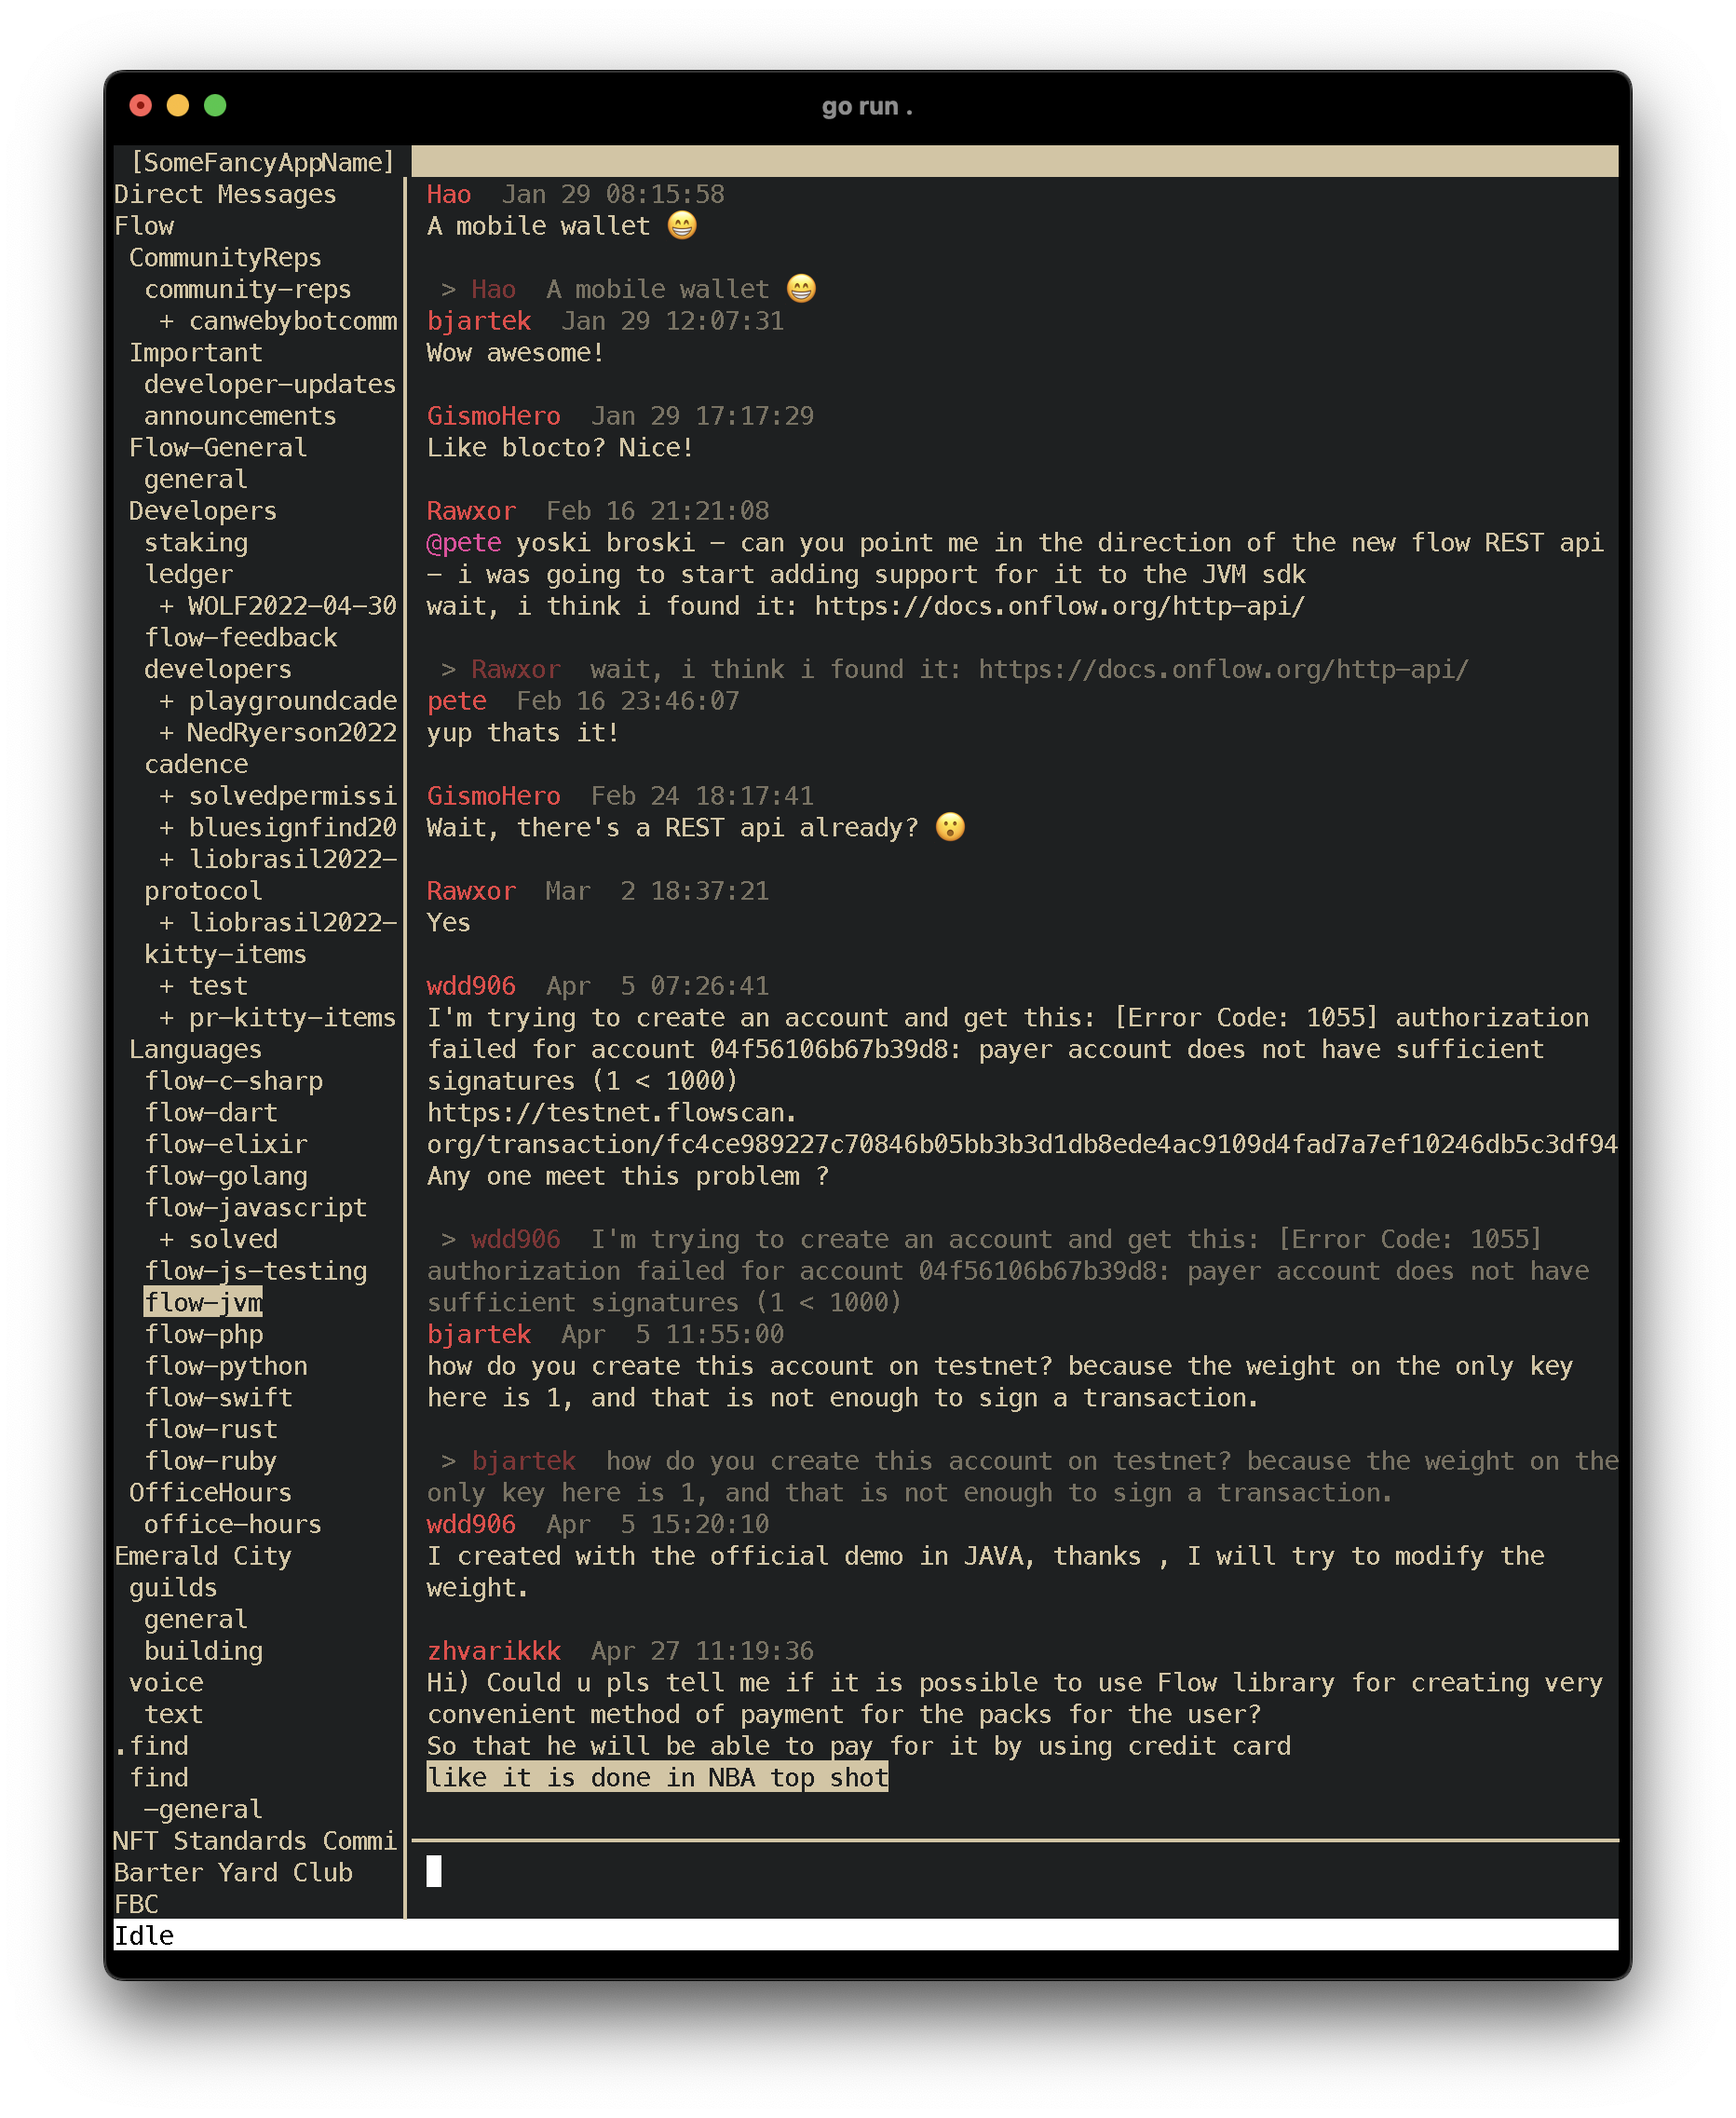 go run .
[SomeFancyAppName]
Direct Messages
Flow
CommunityReps
community-reps
+ canwebybotcomm
Important
developer-updates
announcements
Flow-General
general
Developers
staking
ledger
+ WOLF2022-04-30
flow-feedback
developers
+ playgroundcade
+ NedRyerson2022
cadence
+ solvedpermissi
+ bluesignfind20
+ liobrasil2022-
protocol
+ liobrasil2022-
kitty-items
+ test
+ pr-kitty-items
Languages
flow-c-sharp
flow-dart
flow-elixir
flow-golang
flow-javascript
+ solved
flow-js-testing
flow-jvm
flow-php
flow-python
flow-swift
flow-rust
flow-ruby
OfficeHours
office-hours
Emerald City
guilds
general
building
voice
text
.find
find
-general
NFT Standards Commi
Barter Yard Club
FBC
Hao  Jan 29 08:15:58
A mobile wallet 😁
> Hao  A mobile wallet 😁
bjartek  Jan 29 12:07:31
Wow awesome!
GismoHero  Jan 29 17:17:29
Like blocto? Nice!
Rawxor  Feb 16 21:21:08
@pete yoski broski - can you point me in the direction of the new flow REST api
- i was going to start adding support for it to the JVM sdk
wait, i think i found it: https://docs.onflow.org/http-api/
> Rawxor  wait, i think i found it: https://docs.onflow.org/http-api/
pete  Feb 16 23:46:07
yup thats it!
GismoHero  Feb 24 18:17:41
Wait, there's a REST api already? 😮
Rawxor  Mar  2 18:37:21
Yes
wdd906  Apr  5 07:26:41
I'm trying to create an account and get this: [Error Code: 1055] authorization
failed for account 04f56106b67b39d8: payer account does not have sufficient
signatures (1 < 1000)
https://testnet.flowscan.
org/transaction/fc4ce989227c70846b05bb3b3d1db8ede4ac9109d4fad7a7ef10246db5c3df94
Any one meet this problem ?
> wdd906  I'm trying to create an account and get this: [Error Code: 1055]
authorization failed for account 04f56106b67b39d8: payer account does not have
sufficient signatures (1 < 1000)
bjartek  Apr  5 11:55:00
how do you create this account on testnet? because the weight on the only key
here is 1, and that is not enough to sign a transaction.
> bjartek  how do you create this account on testnet? because the weight on the
only key here is 1, and that is not enough to sign a transaction.
wdd906  Apr  5 15:20:10
I created with the official demo in JAVA, thanks , I will try to modify the
weight.
zhvarikkk  Apr 27 11:19:36
Hi) Could u pls tell me if it is possible to use Flow library for creating very
convenient method of payment for the packs for the user?
So that he will be able to pay for it by using credit card
like it is done in NBA top shot
Idle